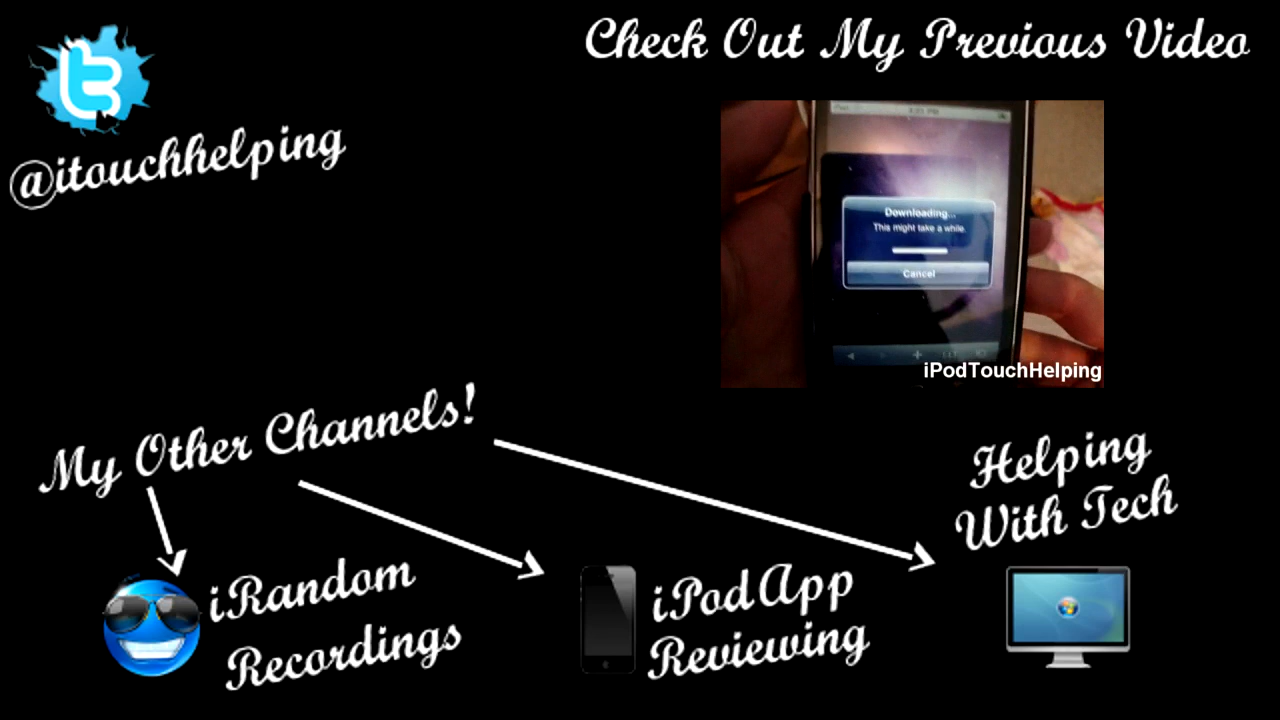 Check Out My Previous Video
@itouchhelping
Downloading...
This might take a while.
Cancel
iPodTouchHelping
My Other Channels!
Helping
With Tech
iRandom
Recordings
iPodApp
Reviewing